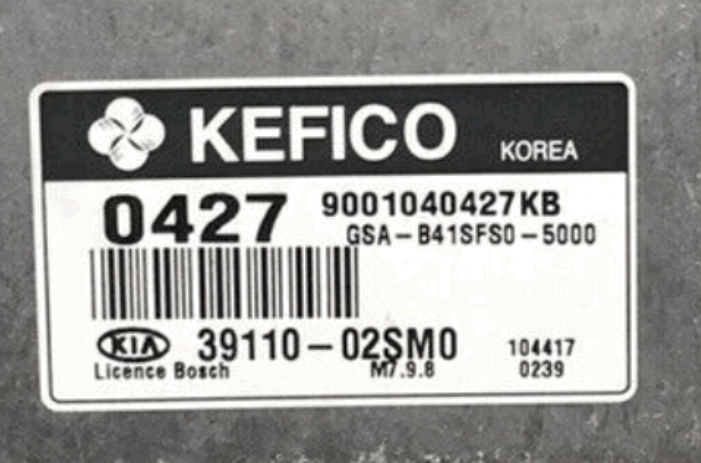 KEFICO KOREA
0427 9001040427KB
GSA-B41SFS0-5000
KIA 39110-02SM0 104417
Licence Bosch M7.9.8 0239